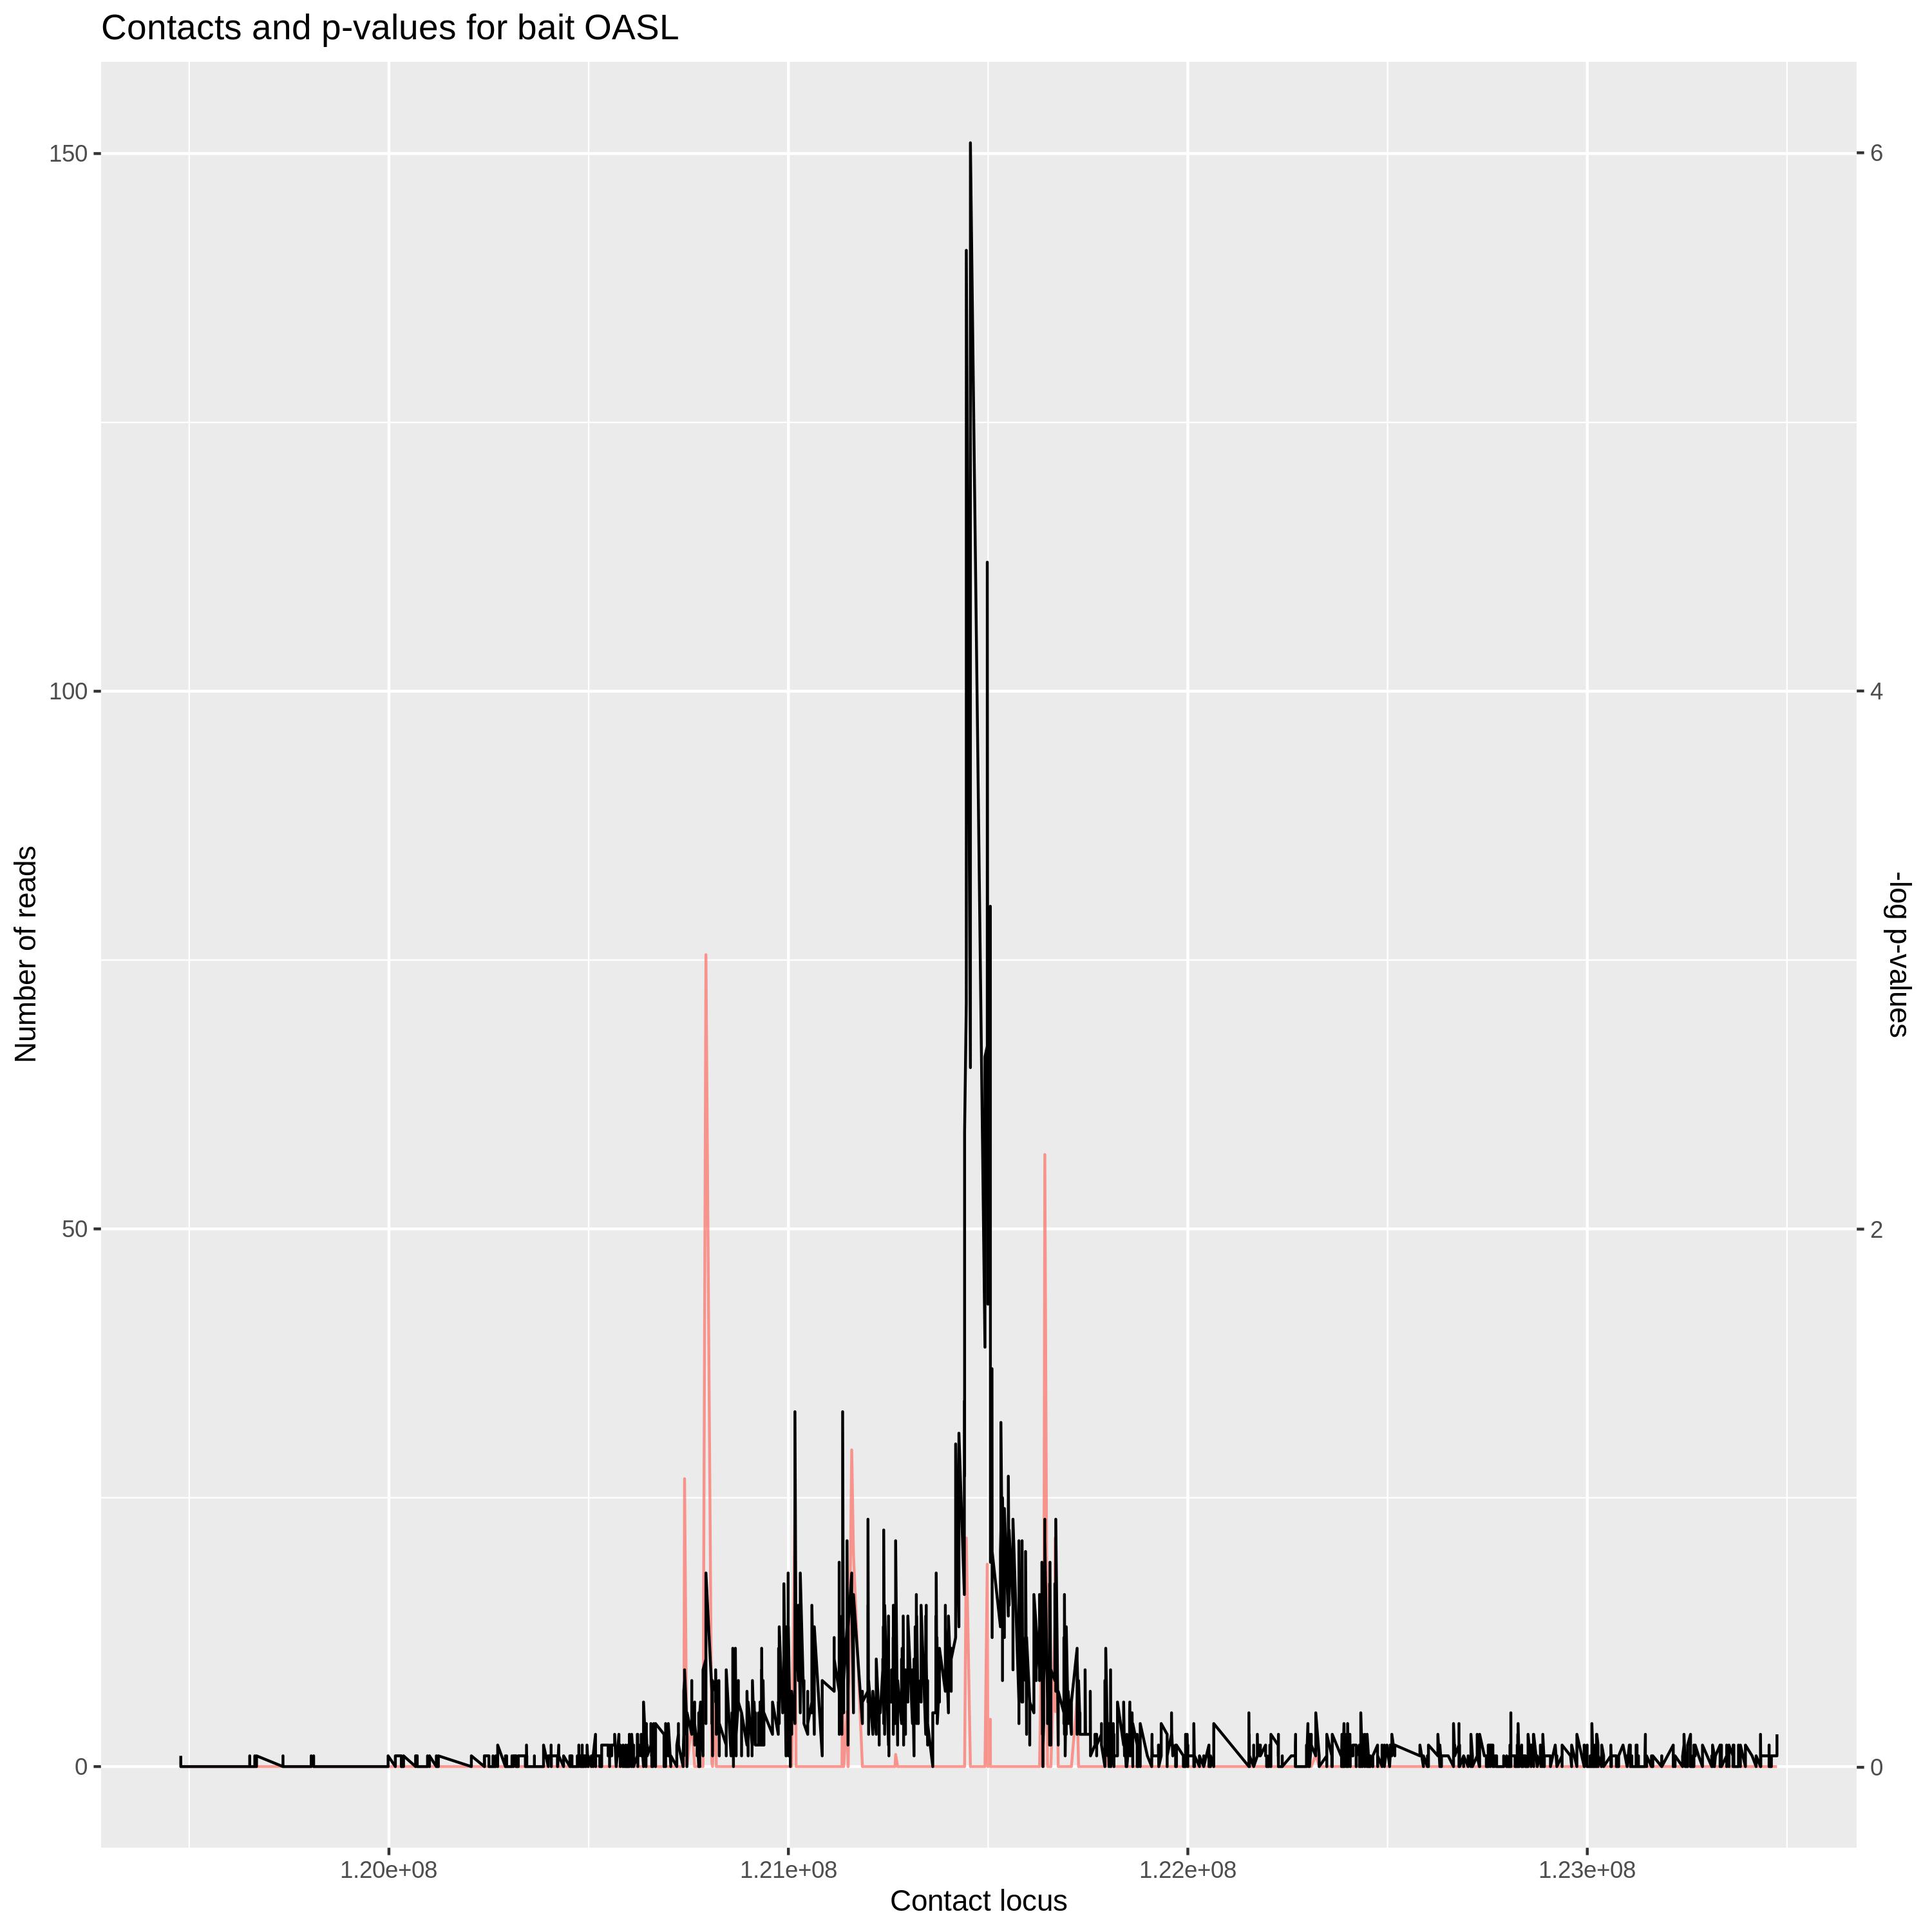 Contacts and p-values for bait OASL
150
100
50
0
Number of reads
6
4
2
0
-log p-values
1.20e+08
1.21e+08
1.22e+08
1.23e+08
Contact locus